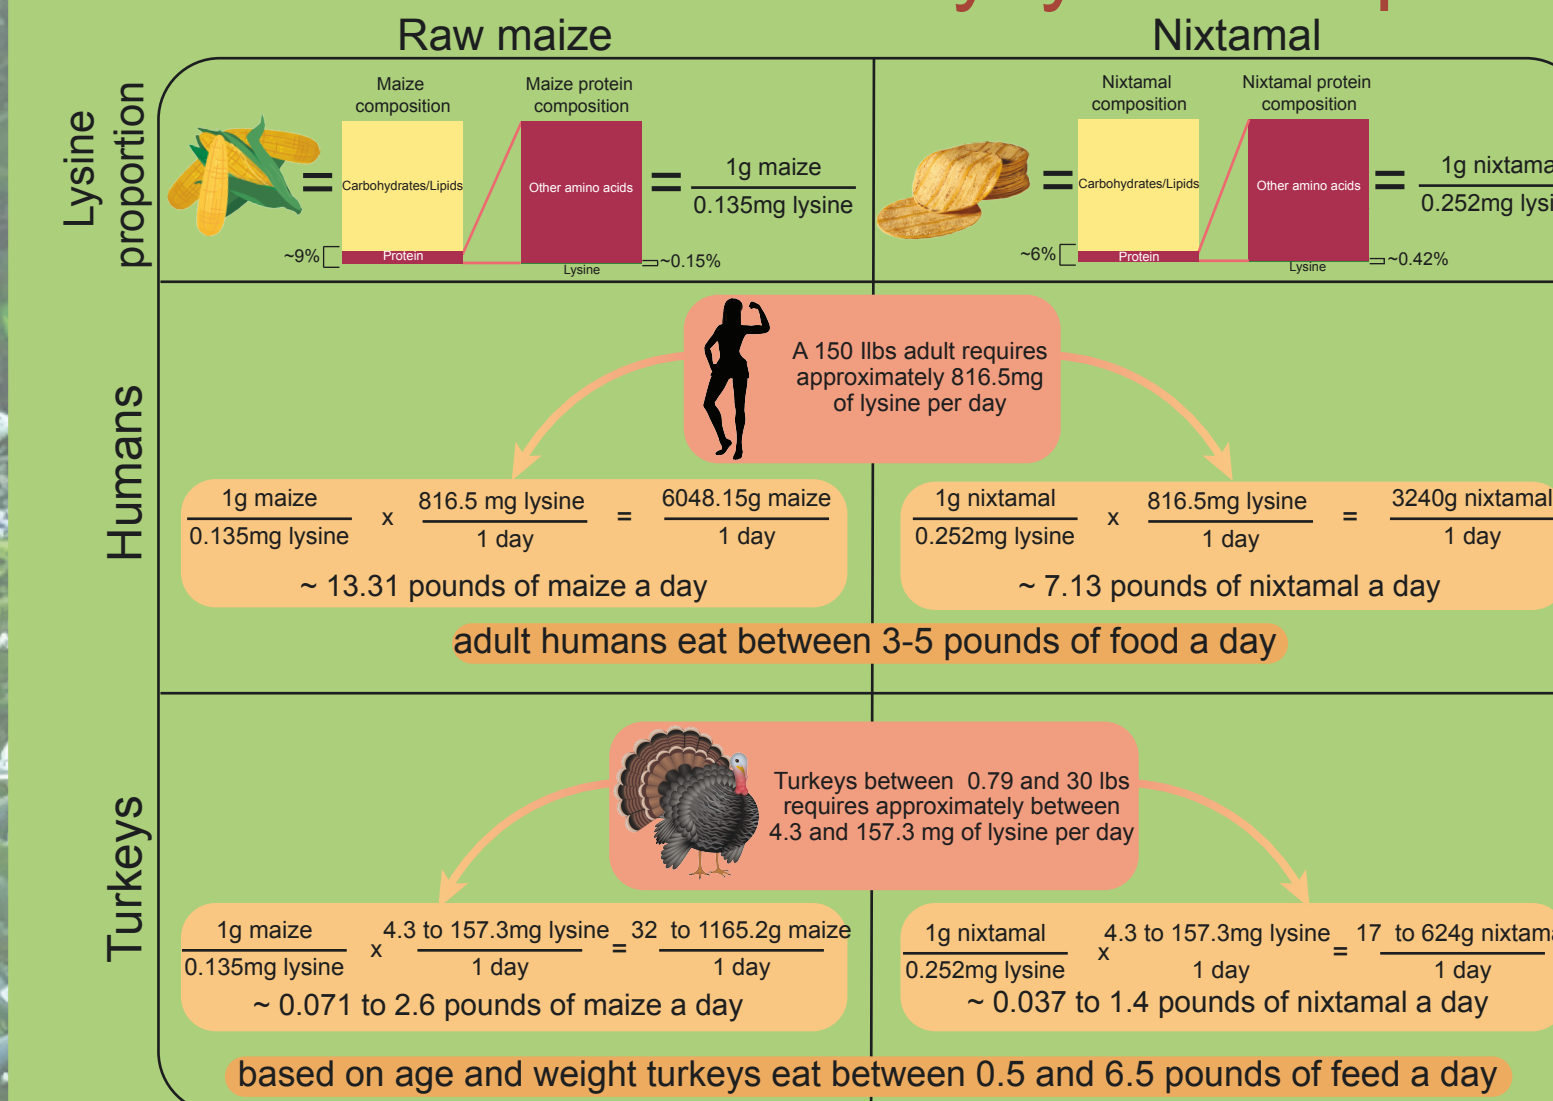 Raw maize
Nixtamal
Lysine
proportion
Maize
composition
Carbohydrates/Lipids
Protein
~9%
Maize protein
composition
Other amino acids
Lysine
~0.15%
=
=
1g maize
0.135mg lysine
Nixtamal
composition
Carbohydrates/Lipids
Protein
~6%
Nixtamal protein
composition
Other amino acids
Lysine
~0.42%
=
=
1g nixtama
0.252mg lysi
Humans
A 150 llbs adult requires
approximately 816.5mg
of lysine per day
1g maize
0.135mg lysine
x
816.5 mg lysine
1 day
=
6048.15g maize
1 day
~ 13.31 pounds of maize a day
1g nixtamal
0.252mg lysine
x
816.5mg lysine
1 day
=
3240g nixtamal
1 day
~ 7.13 pounds of nixtamal a day
adult humans eat between 3-5 pounds of food a day
Turkeys
Turkeys between 0.79 and 30 lbs
requires approximately between
4.3 and 157.3 mg of lysine per day
1g maize
0.135mg lysine
x
4.3 to 157.3mg lysine
1 day
=
32 to 1165.2g maize
1 day
~ 0.071 to 2.6 pounds of maize a day
1g nixtamal
0.252mg lysine
x
4.3 to 157.3mg lysine
1 day
=
17 to 624g nixtama
1 day
~ 0.037 to 1.4 pounds of nixtamal a day
based on age and weight turkeys eat between 0.5 and 6.5 pounds of feed a day